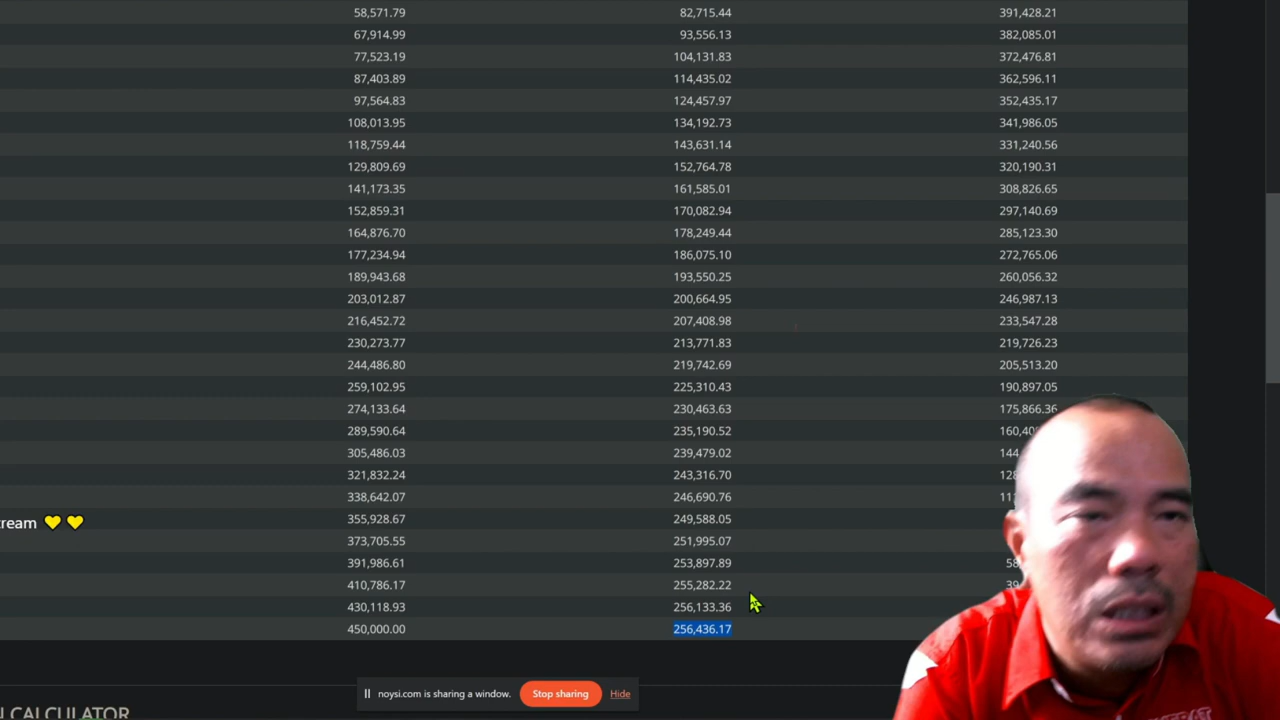 58,571.79 82,715.44 391,428.21
67,914.99 93,556.13 382,085.01
77,523.19 104,131.83 372,476.81
87,403.89 114,435.02 362,596.11
97,564.83 124,457.97 352,435.17
108,013.95 134,192.73 341,986.05
118,759.44 143,631.14 331,240.56
129,809.69 152,764.78 320,190.31
141,173.35 161,585.01 308,826.65
152,859.31 170,082.94 297,140.69
164,876.70 178,249.44 285,123.30
177,234.94 186,075.10 272,765.06
189,943.68 193,550.25 260,056.32
203,012.87 200,664.95 246,987.13
216,452.72 207,408.98 233,547.28
230,273.77 213,771.83 219,726.23
244,486.80 219,742.69 205,513.20
259,102.95 225,310.43 190,897.05
274,133.64 230,463.63 175,866.36
289,590.64 235,190.52
305,486.03 239,479.02
321,832.24 243,316.70
338,642.07 246,690.76
355,928.67 249,588.05
373,705.55 251,995.07
391,986.61 253,897.89
410,786.17 255,282.22
430,118.93 256,133.36
450,000.00 256,436.17
noysi.com is sharing a window. Stop sharing Hide
CALCULATOR